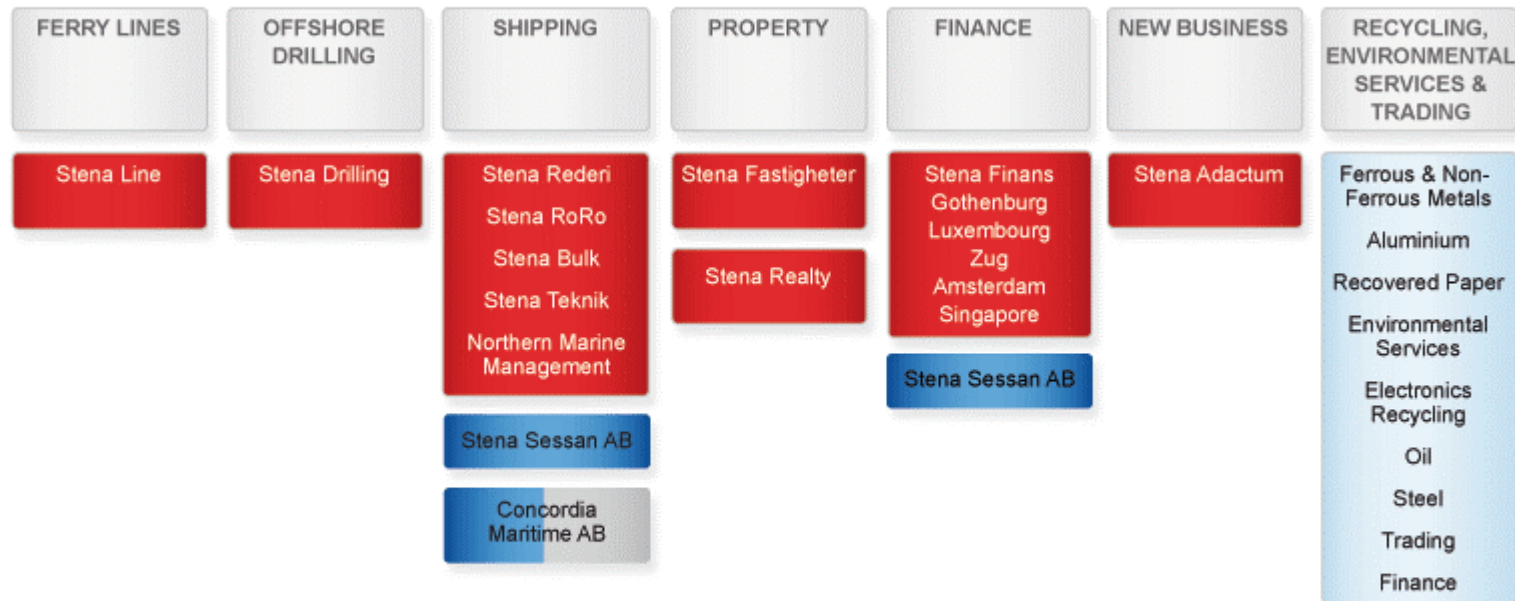 FERRY LINES
OFFSHORE
DRILLING
SHIPPING
PROPERTY
FINANCE
NEW BUSINESS
RECYCLING,
ENVIRONMENTAL
SERVICES &
TRADING
Stena Line
Stena Drilling
Stena Rederi
Stena RoRo
Stena Bulk
Stena Teknik
Northern Marine
Management
Stena Sessan AB
Concordia
Maritime AB
Stena Fastigheter
Stena Realty
Stena Finans
Gothenburg
Luxembourg
Zug
Amsterdam
Singapore
Stena Sessan AB
Stena Adactum
Ferrous & Non-
Ferrous Metals
Aluminium
Recovered Paper
Environmental
Services
Electronics
Recycling
Oil
Steel
Trading
Finance